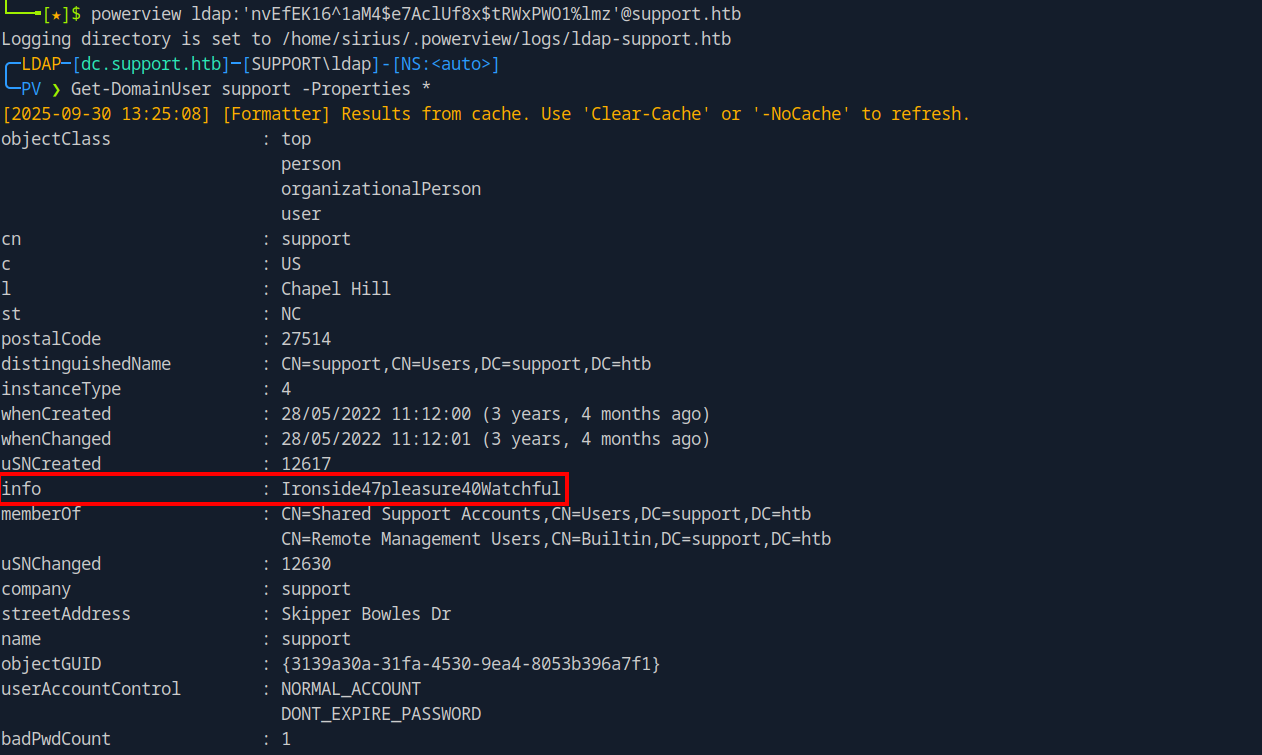 [★]$ powerview ldap:'nvEfEK16^1aM4$e7AclUf8x$tRWxPWO1%lmz'@support.htb
Logging directory is set to /home/sirius/.powerview/logs/ldap-support.htb
LDAP─[dc.support.htb]─[SUPPORT\ldap]-[NS:<auto>]
PV ❯ Get-DomainUser support -Properties *
[2025-09-30 13:25:08] [Formatter] Results from cache. Use 'Clear-Cache' or '-NoCache' to refresh.
objectClass : top
person
organizationalPerson
user
cn : support
c : US
l : Chapel Hill
st : NC
postalCode : 27514
distinguishedName : CN=support,CN=Users,DC=support,DC=htb
instanceType : 4
whenCreated : 28/05/2022 11:12:00 (3 years, 4 months ago)
whenChanged : 28/05/2022 11:12:01 (3 years, 4 months ago)
uSNCreated : 12617
info : Ironside47pleasure40Watchful
memberOf : CN=Shared Support Accounts,CN=Users,DC=support,DC=htb
CN=Remote Management Users,CN=Builtin,DC=support,DC=htb
uSNChanged : 12630
company : support
streetAddress : Skipper Bowles Dr
name : support
objectGUID : {3139a30a-31fa-4530-9ea4-8053b396a7f1}
userAccountControl : NORMAL_ACCOUNT
DONT_EXPIRE_PASSWORD
badPwdCount : 1